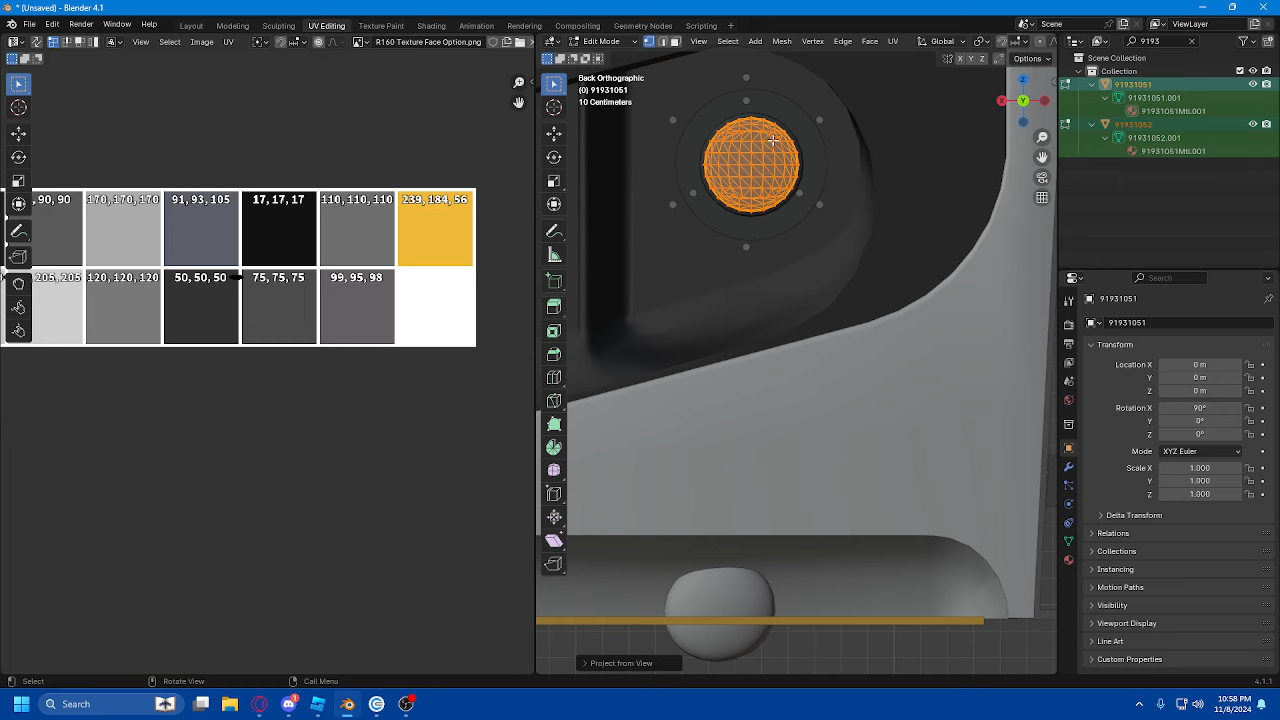 * (Unsaved) - Blender 4.1
File Edit Render Window Help
Layout Modeling Sculpting UV Editing Texture Paint Shading Animation Rendering Compositing Geometry Nodes Scripting +
Scene
ViewLayer
View Select Image UV
R160 Texture Face Option.png
Edit Mode
View Select Add Mesh Vertex Edge Face UV
Global
9193
X Y Z
Options
Back Orthographic
(0) 91931051
10 Centimeters
Scene Collection
Collection
91931051
91931051.001
91931051Mtl.001
91931052
91931052.001
91931051Mtl.001
Z
X
Y
90, 90
170, 170, 170
91, 93, 105
17, 17, 17
110, 110, 110
239, 184, 56
205, 205
120, 120, 120
50, 50, 50
75, 75, 75
99, 95, 98
Search
91931051
91931051
Transform
Location X 0 m
Y 0 m
Z 0 m
Rotation X 90°
Y 0°
Z 0°
Mode XYZ Euler
Scale X 1.000
Y 1.000
Z 1.000
Delta Transform
Relations
Collections
Instancing
Motion Paths
Visibility
Viewport Display
Line Art
Custom Properties
Project from View
Select
Rotate View
Call Menu
4.1.1
Search
1
10:58 PM
11/8/2024